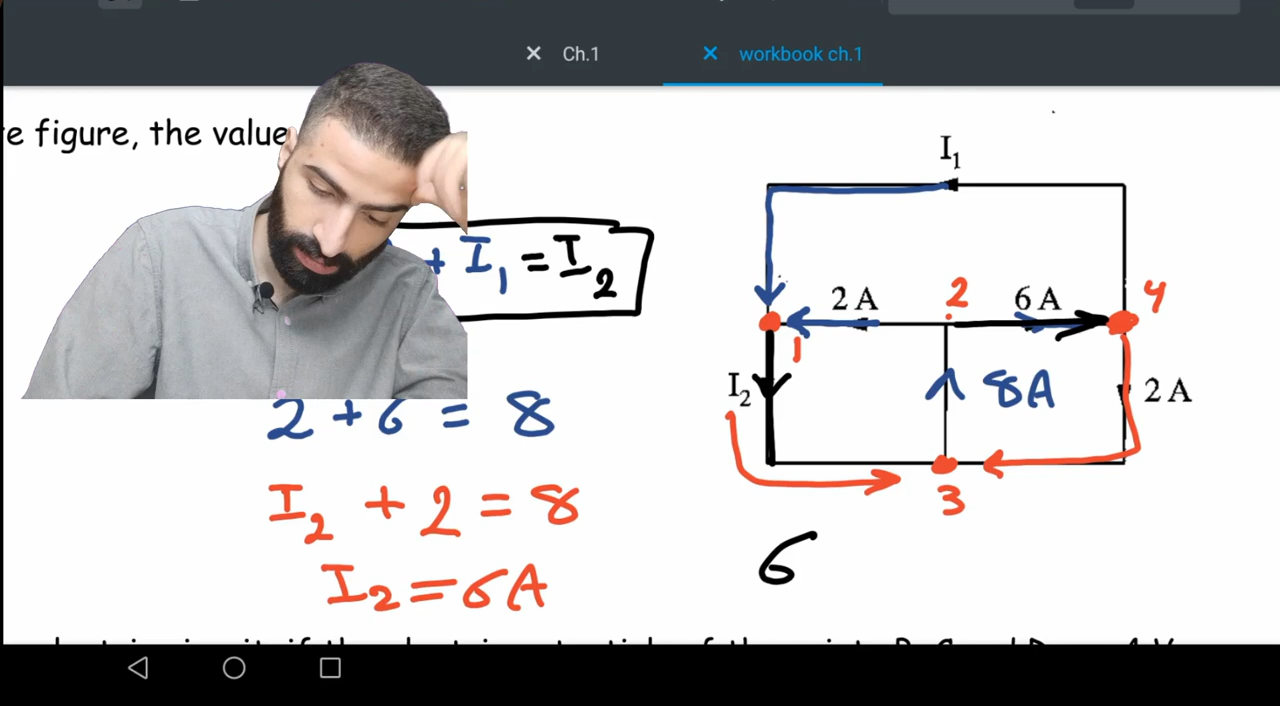 Ch.1
workbook ch.1
e figure, the value
+ I₁ = I₂
2 + 6 = 8
I₂ + 2 = 8
I₂ = 6A
I₁
2 A
2
6 A
4
1
I₂
8A
2 A
3
6